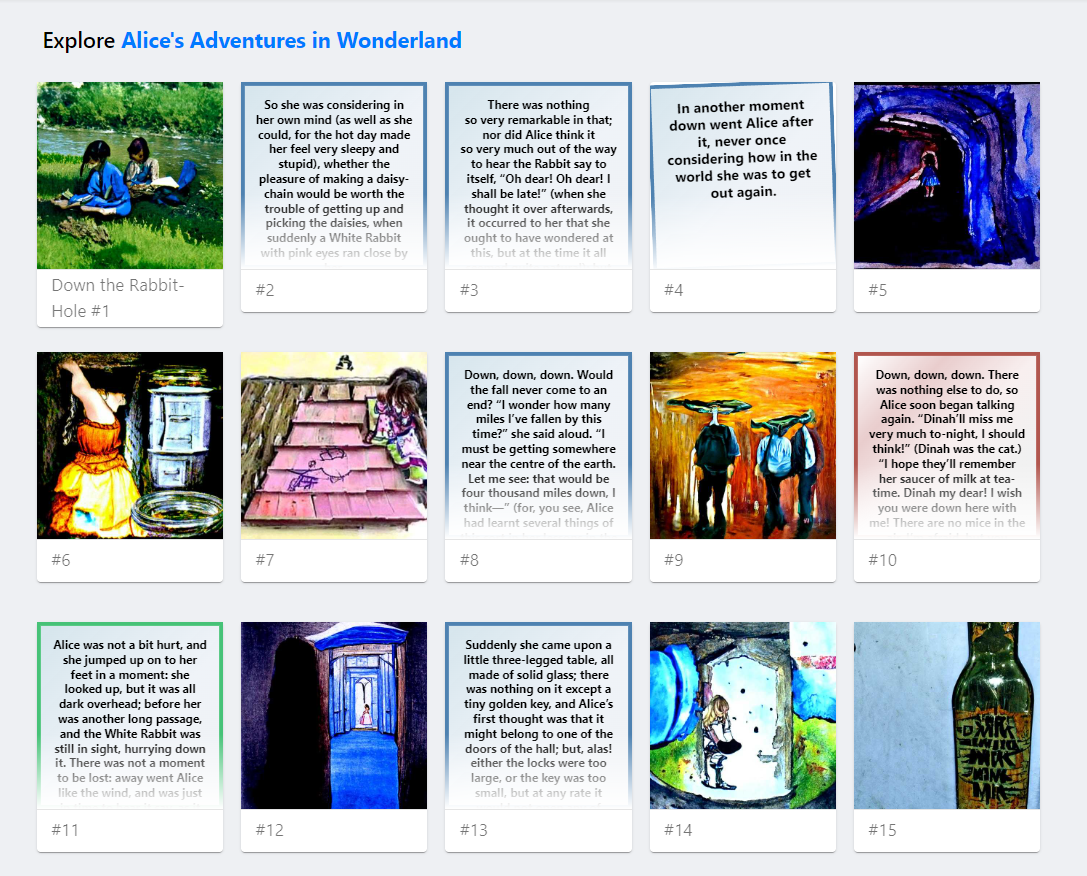 Explore Alice's Adventures in Wonderland
Down the Rabbit-
Hole #1
So she was considering in
her own mind (as well as she
could, for the hot day made
her feel very sleepy and
stupid), whether the
pleasure of making a daisy-
chain would be worth the
trouble of getting up and
picking the daisies, when
suddenly a White Rabbit
with pink eyes ran close by
#2
There was nothing
so very remarkable in that;
nor did Alice think it
so very much out of the way
to hear the Rabbit say to
itself, “Oh dear! Oh dear! I
shall be late!” (when she
thought it over afterwards,
it occurred to her that she
ought to have wondered at
this, but at the time it all
#3
In another moment
down went Alice after
it, never once
considering how in the
world she was to get
out again.
#4
#5
#6
#7
Down, down, down. Would
the fall never come to an
end? “I wonder how many
miles I’ve fallen by this
time?” she said aloud. “I
must be getting somewhere
near the centre of the earth.
Let me see: that would be
four thousand miles down, I
think—” (for, you see, Alice
had learnt several things of
#8
#9
Down, down, down. There
was nothing else to do, so
Alice soon began talking
again. “Dinah’ll miss me
very much to-night, I should
think!” (Dinah was the cat.)
“I hope they’ll remember
her saucer of milk at tea-
time. Dinah my dear! I wish
you were down here with
me! There are no mice in the
#10
Alice was not a bit hurt, and
she jumped up on to her
feet in a moment: she
looked up, but it was all
dark overhead; before her
was another long passage,
and the White Rabbit was
still in sight, hurrying down
it. There was not a moment
to be lost: away went Alice
like the wind, and was just
#11
#12
Suddenly she came upon a
little three-legged table, all
made of solid glass; there
was nothing on it except a
tiny golden key, and Alice’s
first thought was that it
might belong to one of the
doors of the hall; but, alas!
either the locks were too
large, or the key was too
small, but at any rate it
#13
#14
#15